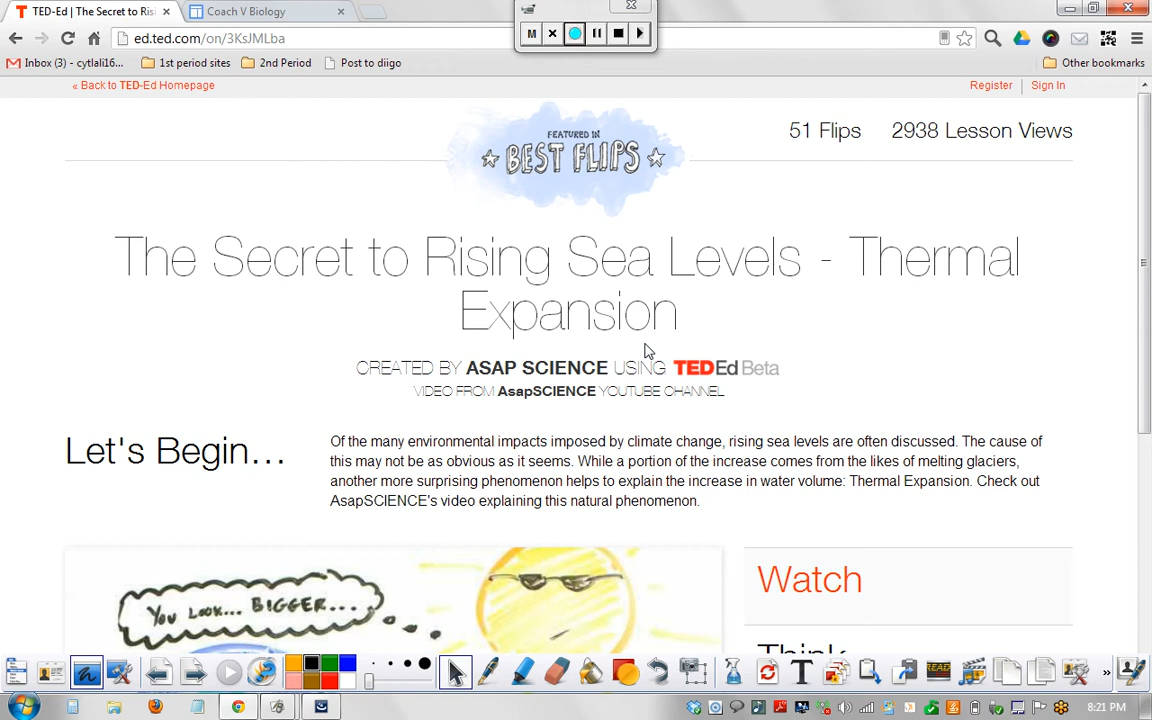 TED-Ed | The Secret to Ris
Coach V Biology
ed.ted.com/on/3KsJMLba
M
Inbox (3) - cytlali16...
1st period sites
2nd Period
Post to diigo
Other bookmarks
« Back to TED-Ed Homepage
Register
Sign In
FEATURED IN
BEST FLIPS
51 Flips
2938 Lesson Views
The Secret to Rising Sea Levels - Thermal
Expansion
CREATED BY ASAP SCIENCE USING TEDEd Beta
VIDEO FROM AsapSCIENCE YOUTUBE CHANNEL
Let's Begin...
Of the many environmental impacts imposed by climate change, rising sea levels are often discussed. The cause of
this may not be as obvious as it seems. While a portion of the increase comes from the likes of melting glaciers,
another more surprising phenomenon helps to explain the increase in water volume: Thermal Expansion. Check out
AsapSCIENCE's video explaining this natural phenomenon.
YOU LOOK... BIGGER...
Watch
Think
8:21 PM